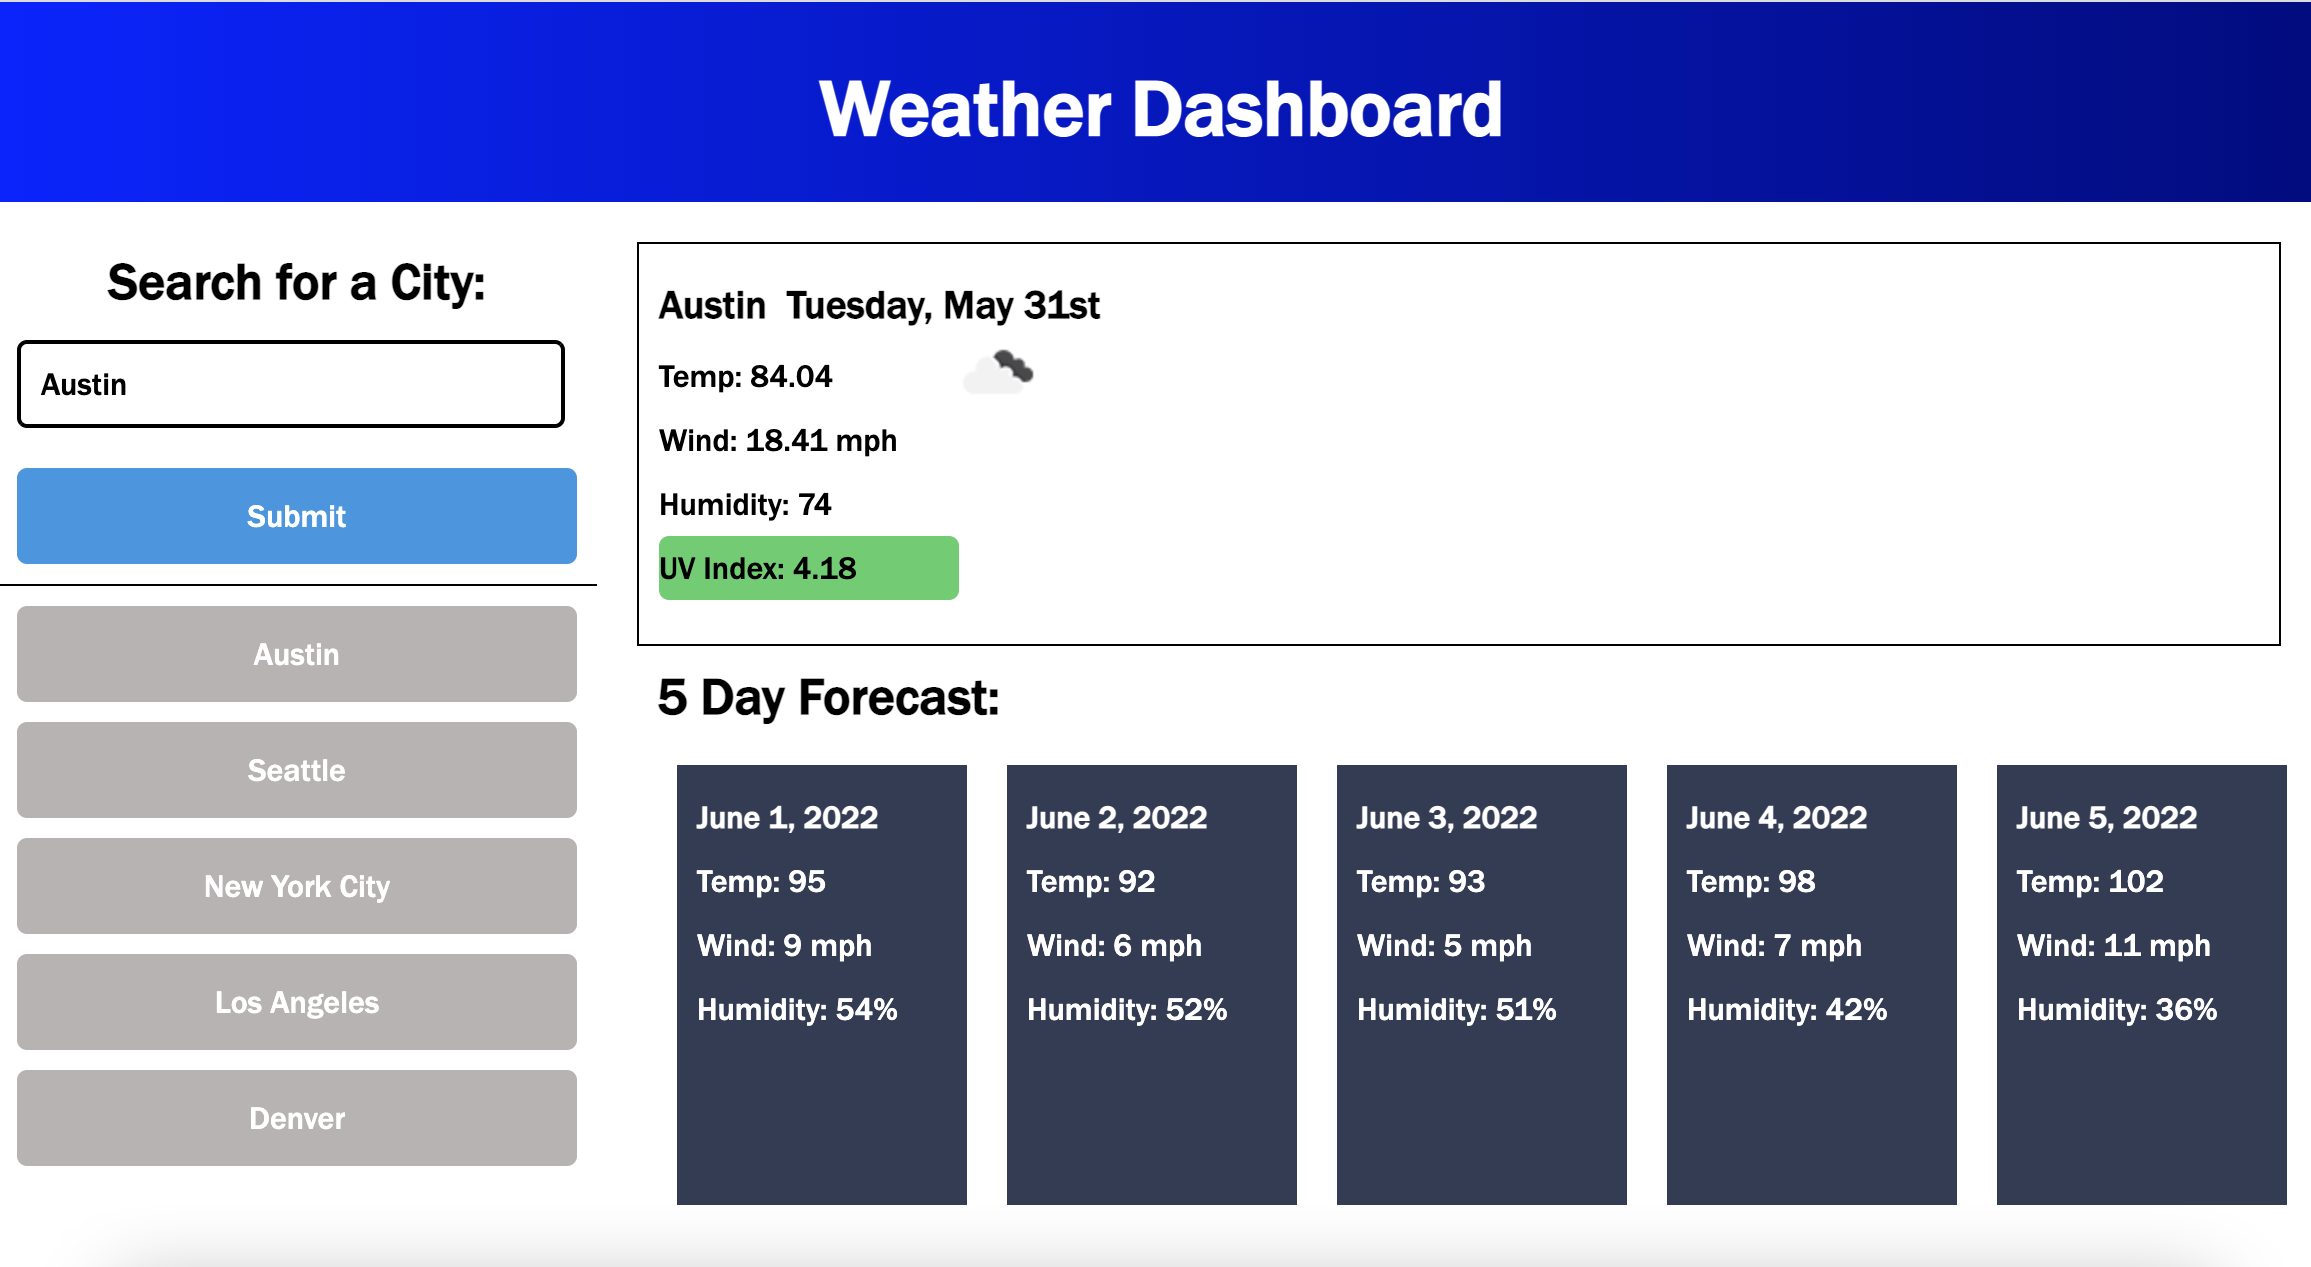 Weather Dashboard
Search for a City:
Austin
Submit
Austin
Seattle
New York City
Los Angeles
Denver
Austin  Tuesday, May 31st
Temp: 84.04
Wind: 18.41 mph
Humidity: 74
UV Index: 4.18
5 Day Forecast:
June 1, 2022
Temp: 95
Wind: 9 mph
Humidity: 54%
June 2, 2022
Temp: 92
Wind: 6 mph
Humidity: 52%
June 3, 2022
Temp: 93
Wind: 5 mph
Humidity: 51%
June 4, 2022
Temp: 98
Wind: 7 mph
Humidity: 42%
June 5, 2022
Temp: 102
Wind: 11 mph
Humidity: 36%